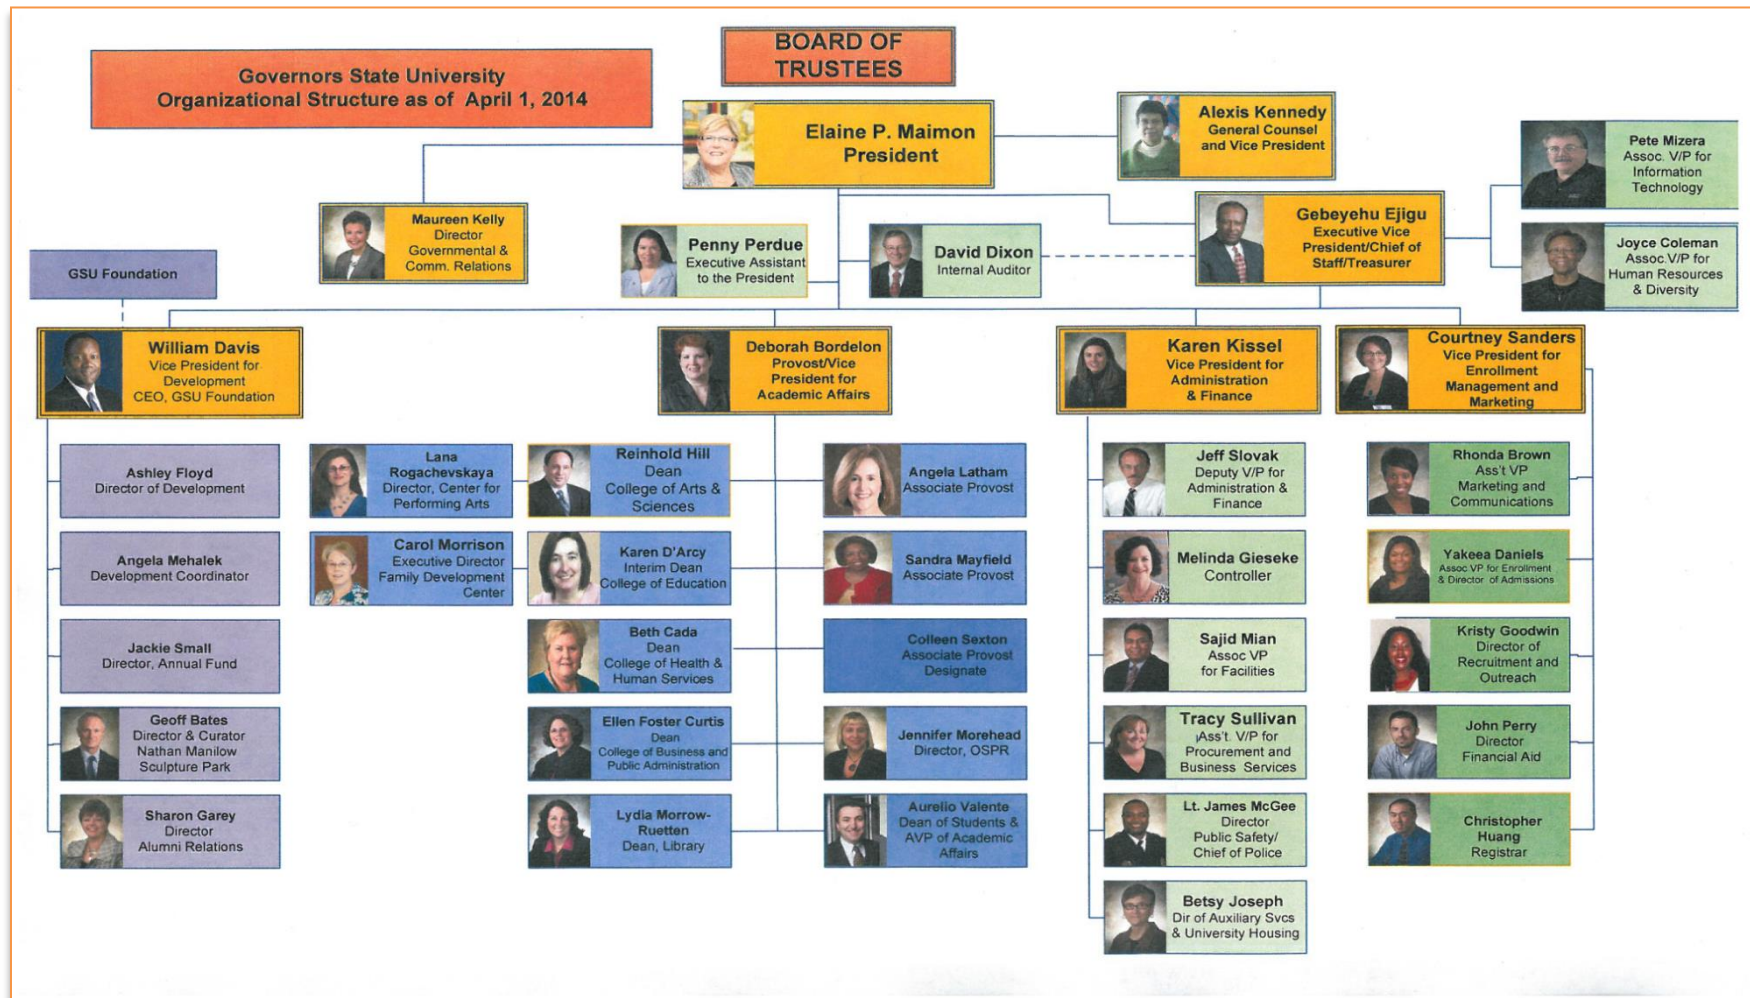 BOARD OF
TRUSTEES
Governors State University
Organizational Structure as of April 1, 2014
Elaine P. Maimon
President
Alexis Kennedy
General Counsel
and Vice President
Pete Mizera
Assoc. V/P for
Information
Technology
Maureen Kelly
Director
Governmental &
Comm. Relations
Penny Perdue
Executive Assistant
to the President
David Dixon
Internal Auditor
Gebeyehu Ejigu
Executive Vice
President/Chief of
Staff/Treasurer
Joyce Coleman
Assoc.V/P for
Human Resources
& Diversity
GSU Foundation
William Davis
Vice President for
Development
CEO, GSU Foundation
Deborah Bordelon
Provost/Vice
President for
Academic Affairs
Karen Kissel
Vice President for
Administration
& Finance
Courtney Sanders
Vice President for
Enrollment
Management and
Marketing
Ashley Floyd
Director of Development
Angela Mehalek
Development Coordinator
Jackie Small
Director, Annual Fund
Geoff Bates
Director & Curator
Nathan Manilow
Sculpture Park
Sharon Garey
Director
Alumni Relations
Lana
Rogachevskaya
Director, Center for
Performing Arts
Carol Morrison
Executive Director
Family Development
Center
Reinhold Hill
Dean
College of Arts &
Sciences
Karen D'Arcy
Interim Dean
College of Education
Beth Cada
Dean
College of Health &
Human Services
Ellen Foster Curtis
Dean
College of Business and
Public Administration
Lydia Morrow-
Ruetten
Dean, Library
Angela Latham
Associate Provost
Sandra Mayfield
Associate Provost
Colleen Sexton
Associate Provost
Designate
Jennifer Morehead
Director, OSPR
Aurelio Valente
Dean of Students &
AVP of Academic
Affairs
Jeff Slovak
Deputy V/P for
Administration &
Finance
Melinda Gieseke
Controller
Sajid Mian
Assoc VP
for Facilities
Tracy Sullivan
Ass't. V/P for
Procurement and
Business Services
Lt. James McGee
Director
Public Safety/
Chief of Police
Betsy Joseph
Dir of Auxiliary Svcs
& University Housing
Rhonda Brown
Ass't VP
Marketing and
Communications
Yakeea Daniels
Assoc VP for Enrollment
& Director of Admissions
Kristy Goodwin
Director of
Recruitment and
Outreach
John Perry
Director
Financial Aid
Christopher
Huang
Registrar